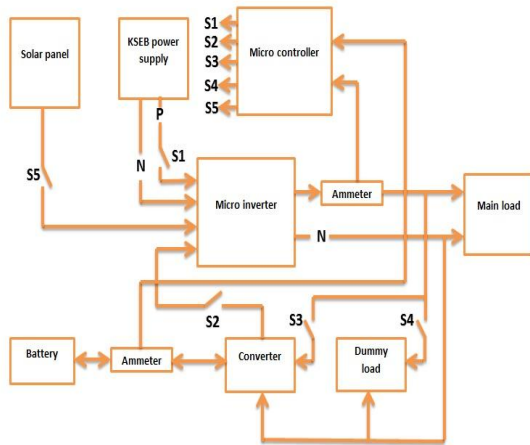 S1
S2
S3
S4
S5
Solar panel
KSEB power
supply
Micro controller
P
N
S1
S5
Micro inverter
Ammeter
Main load
N
S2
S3
S4
Battery
Ammeter
Converter
Dummy
load